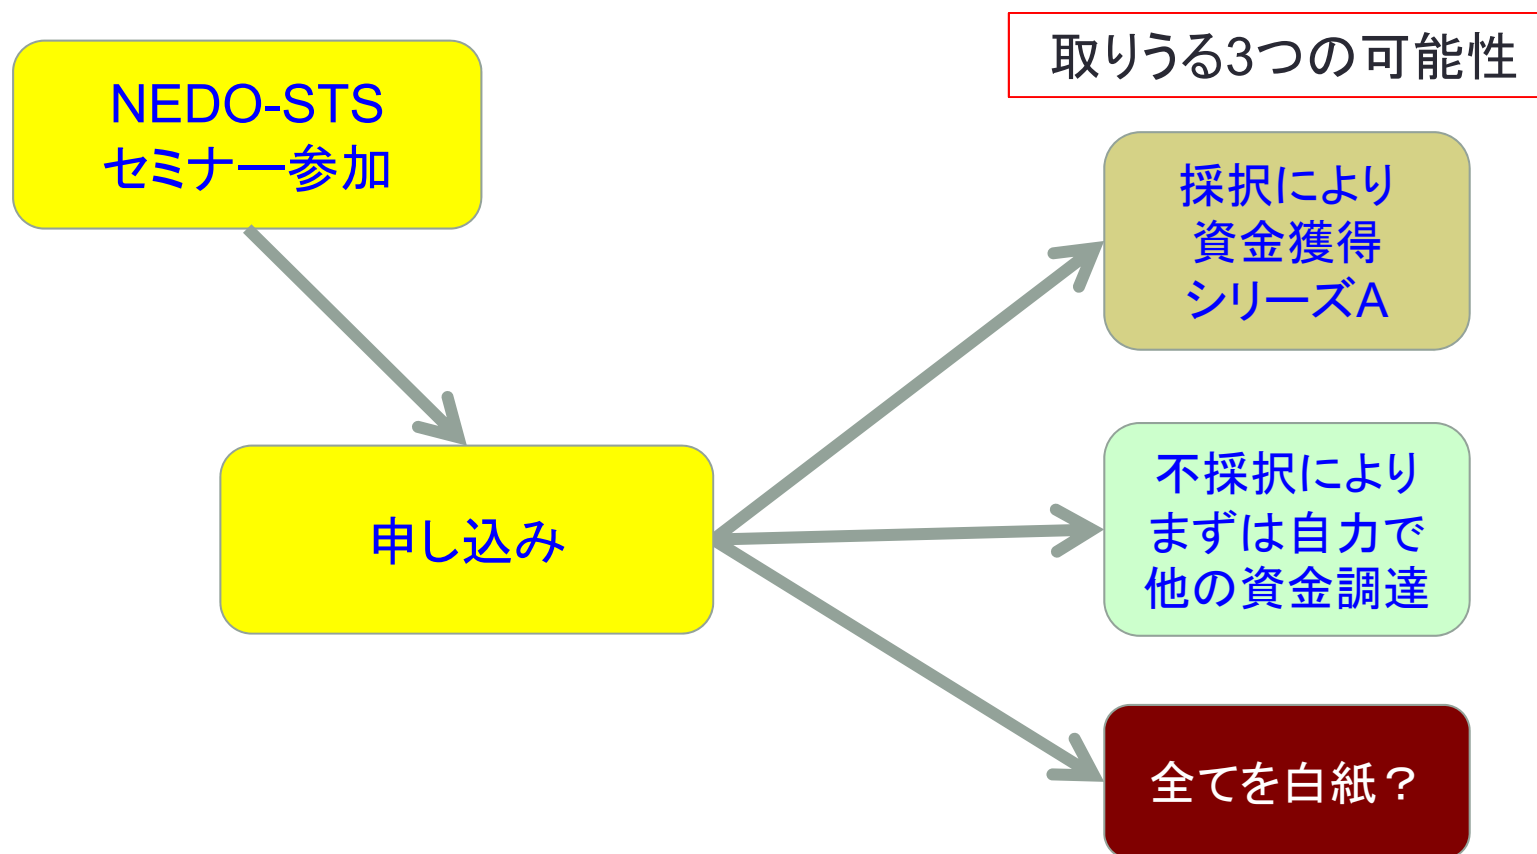 取りうる3つの可能性
NEDO-STS
セミナー参加
申し込み
採択により
資金獲得
シリーズA
不採択により
まずは自力で
他の資金調達
全てを白紙？